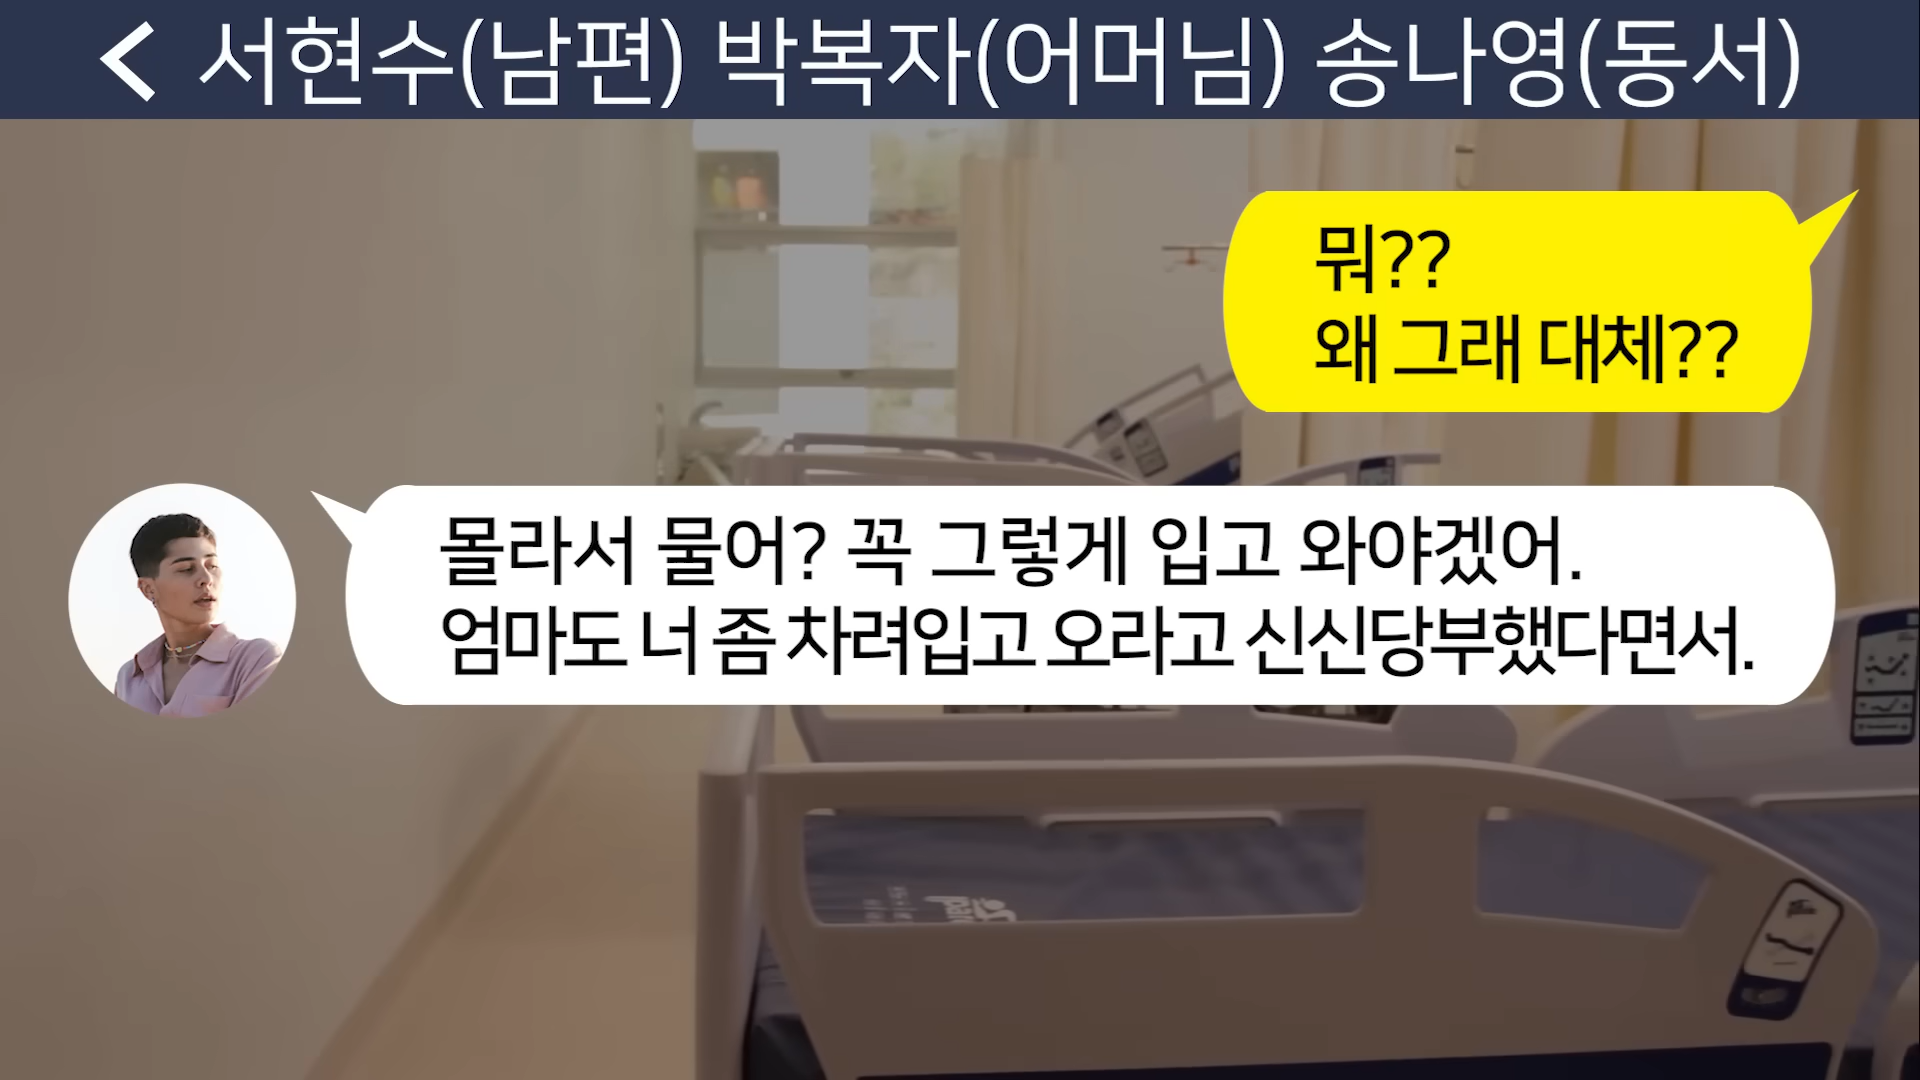 서현수(남편) 박복자(어머님) 송나영(동서)
뭐??
왜 그래 대체??
몰라서 물어? 꼭 그렇게 입고 와야겠어.
엄마도 너 좀 차려입고 오라고 신신당부했다면서.